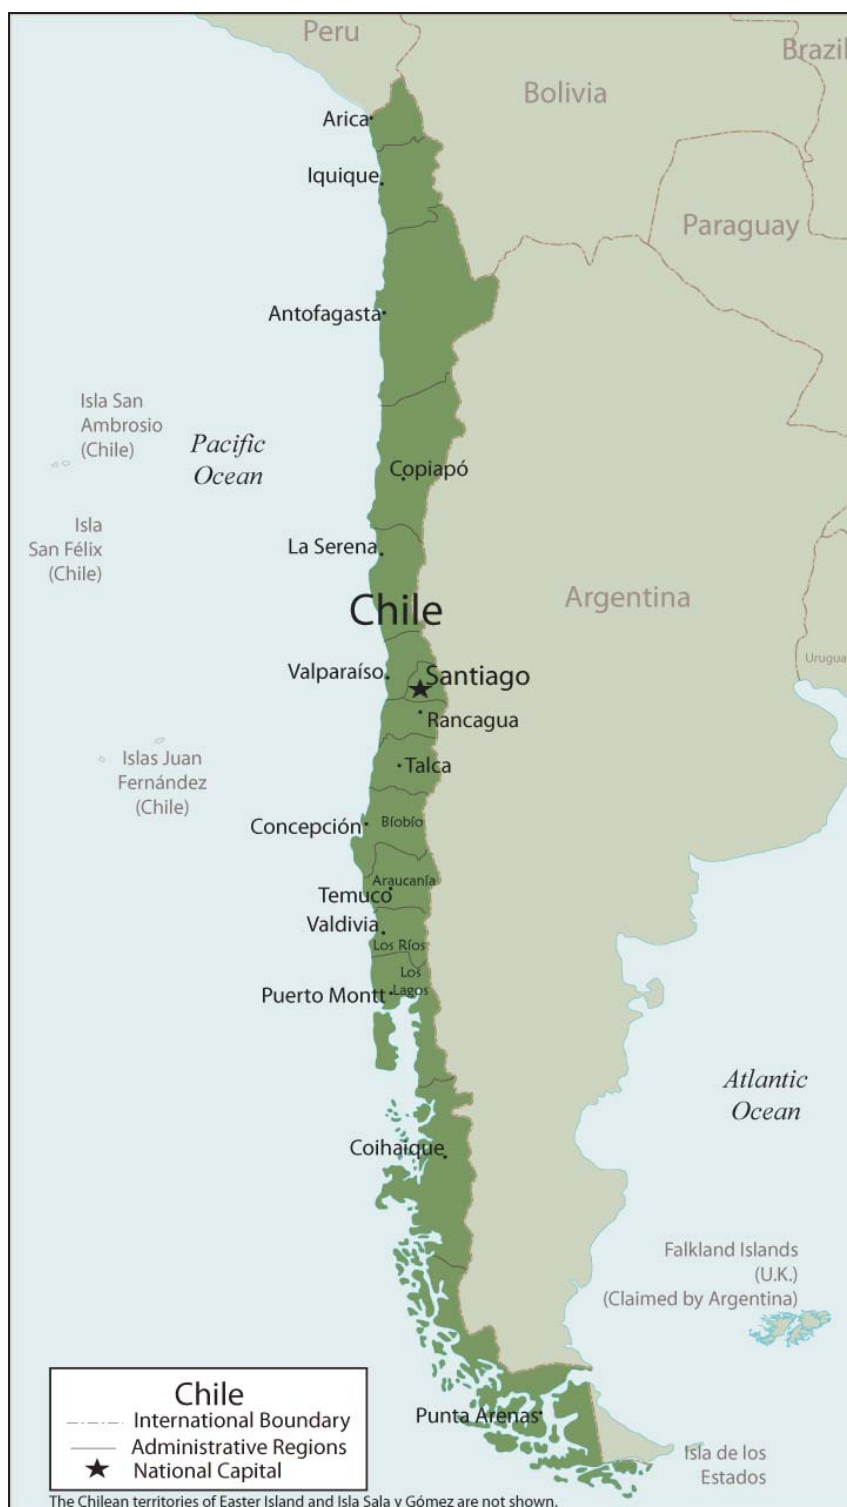 Peru
Brazil
Bolivia
Arica
Iquique
Paraguay
Antofagasta
Isla San
Ambrosio
(Chile)
Pacific
Ocean
Copiapó
Isla
San Félix
(Chile)
La Serena
Chile
Argentina
Urugua
Valparaíso
Santiago
Rancagua
Islas Juan
Fernández
(Chile)
Talca
Concepción
Bíobío
Araucanía
Temuco
Valdivia
Los Ríos
Los
Lagos
Puerto Montt
Atlantic
Ocean
Coihaique
Falkland Islands
(U.K.)
(Claimed by Argentina)
Punta Arenas
Isla de los
Estados
Chile
International Boundary
Administrative Regions
National Capital
The Chilean territories of Easter Island and Isla Sala y Gómez are not shown.